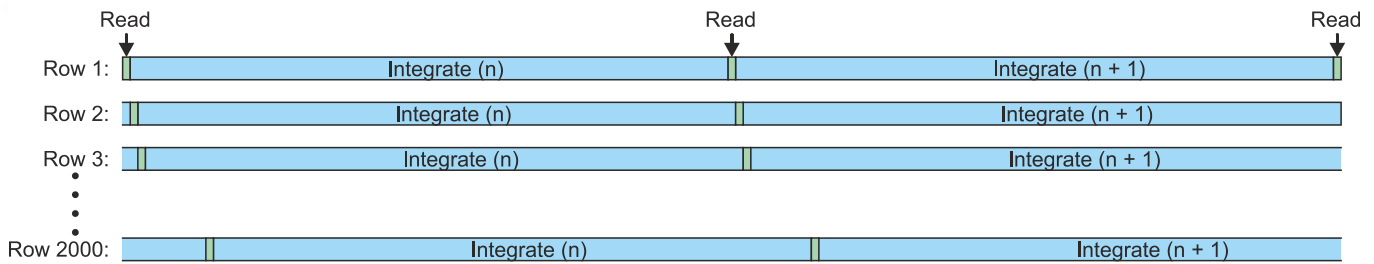 Read Read Read
Row 1: Integrate (n) Integrate (n + 1)
Row 2: Integrate (n) Integrate (n + 1)
Row 3: Integrate (n) Integrate (n + 1)
Row 2000: Integrate (n) Integrate (n + 1)